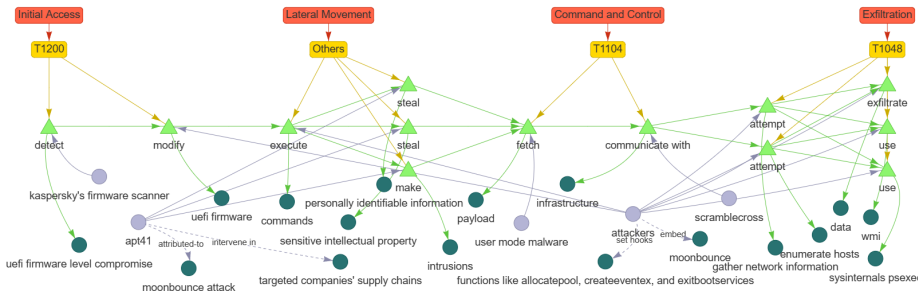 Initial Access
Lateral Movement
Command and Control
Exfiltration
T1200
Others
T1104
T1048
steal
exfiltrate
attempt
detect
modify
execute
steal
fetch
communicate with
use
attempt
kaspersky's firmware scanner
make
use
uefi firmware
personally identifiable information
infrastructure
scramblecross
commands
payload
apt41
sensitive intellectual property
user mode malware
attackers
data
wmi
attributed-to
intervene in
set hooks
embed
uefi firmware level compromise
intrusions
moonbounce
enumerate hosts
gather network information
moonbounce attack
targeted companies' supply chains
functions like allocatepool, createeventex, and exitbootservices
sysinternals psexec